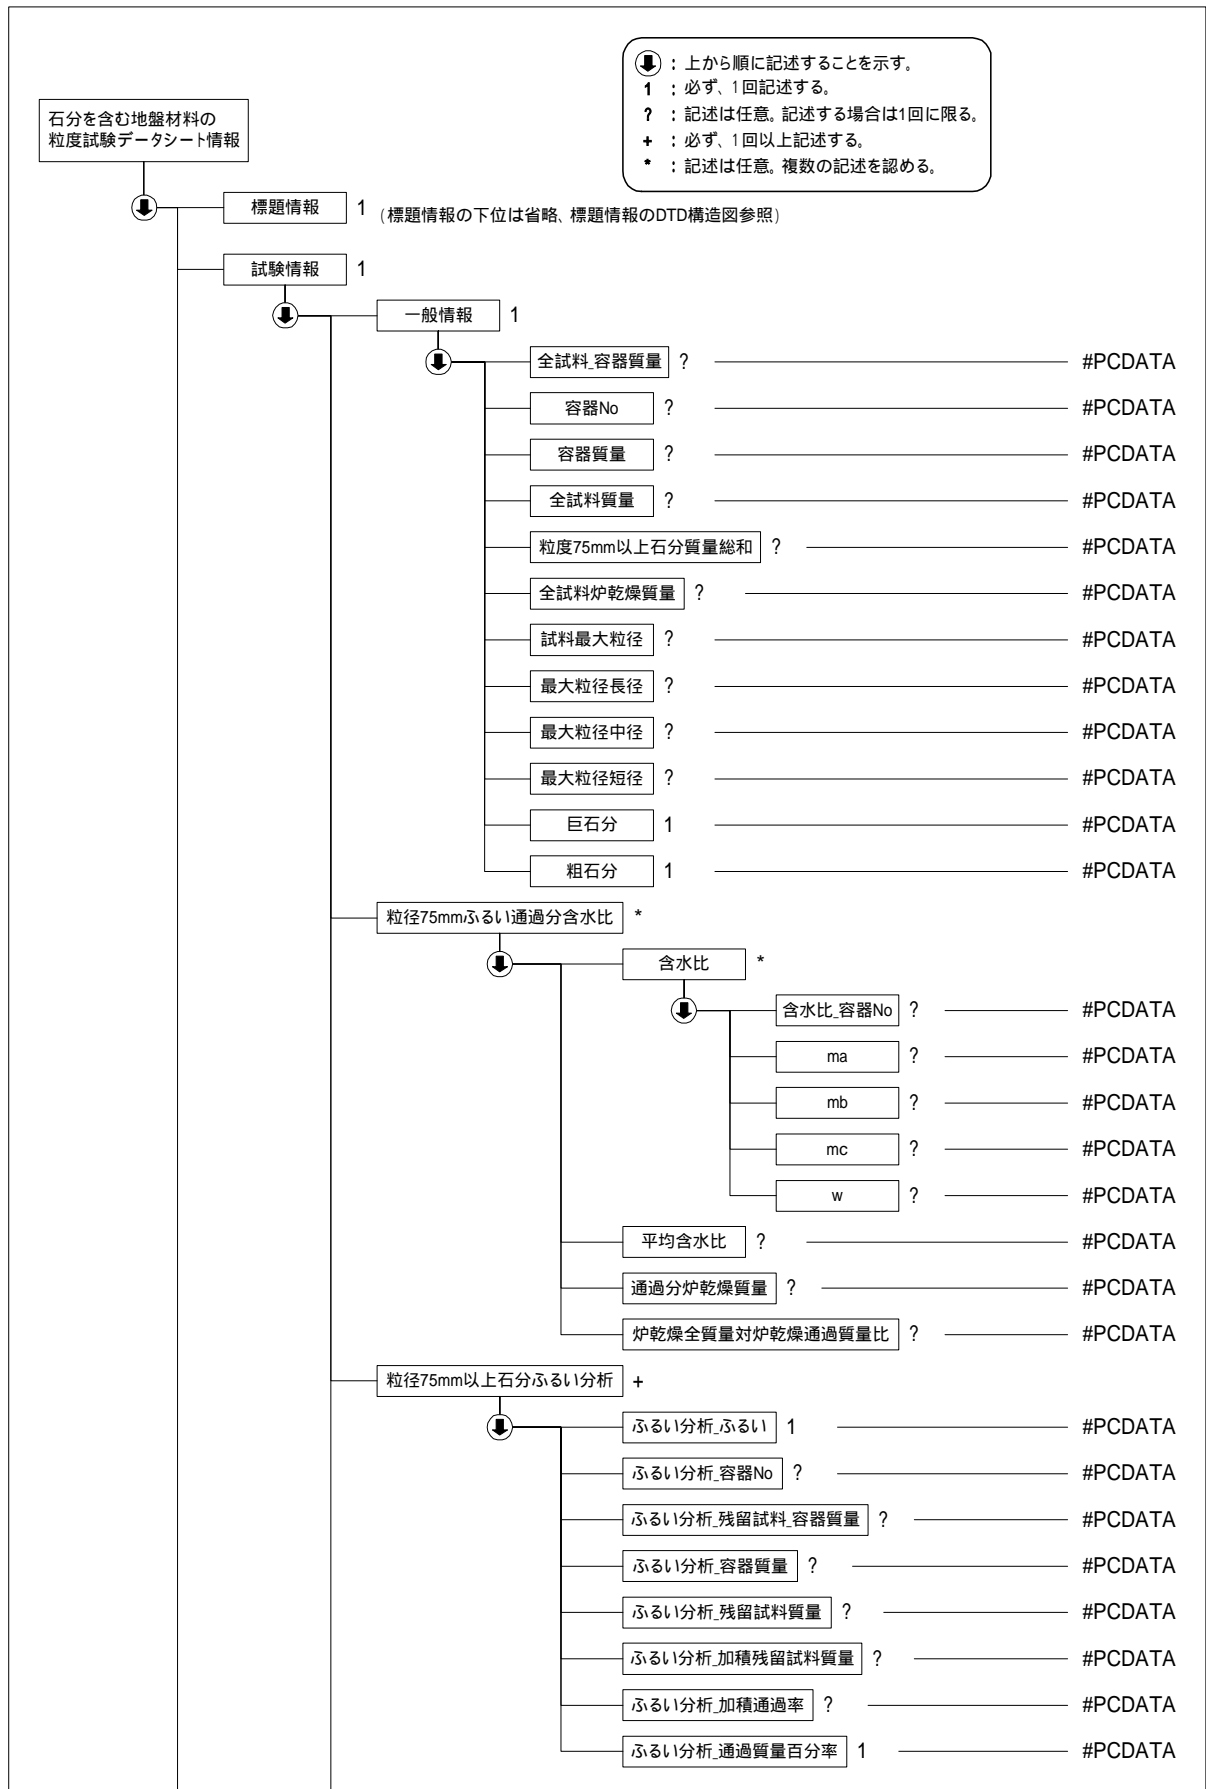 ：上から順に記述することを示す。
1 ：必ず、1回記述する。
? ：記述は任意。記述する場合は1回に限る。
+ ：必ず、1回以上記述する。
* ：記述は任意。複数の記述を認める。
石分を含む地盤材料の
粒度試験データシート情報
標題情報 1 (標題情報の下位は省略、標題情報のDTD構造図参照)
試験情報 1
一般情報 1
全試料_容器質量 ? #PCDATA
容器No ? #PCDATA
容器質量 ? #PCDATA
全試料質量 ? #PCDATA
粒度75mm以上石分質量総和 ? #PCDATA
全試料炉乾燥質量 ? #PCDATA
試料最大粒径 ? #PCDATA
最大粒径長径 ? #PCDATA
最大粒径中径 ? #PCDATA
最大粒径短径 ? #PCDATA
巨石分 1 #PCDATA
粗石分 1 #PCDATA
粒径75mmふるい通過分含水比 *
含水比 *
含水比_容器No ? #PCDATA
ma ? #PCDATA
mb ? #PCDATA
mc ? #PCDATA
w ? #PCDATA
平均含水比 ? #PCDATA
通過分炉乾燥質量 ? #PCDATA
炉乾燥全質量対炉乾燥通過質量比 ? #PCDATA
粒径75mm以上石分ふるい分析 +
ふるい分析_ふるい 1 #PCDATA
ふるい分析_容器No ? #PCDATA
ふるい分析_残留試料_容器質量 ? #PCDATA
ふるい分析_容器質量 ? #PCDATA
ふるい分析_残留試料質量 ? #PCDATA
ふるい分析_加積残留試料質量 ? #PCDATA
ふるい分析_加積通過率 ? #PCDATA
ふるい分析_通過質量百分率 1 #PCDATA